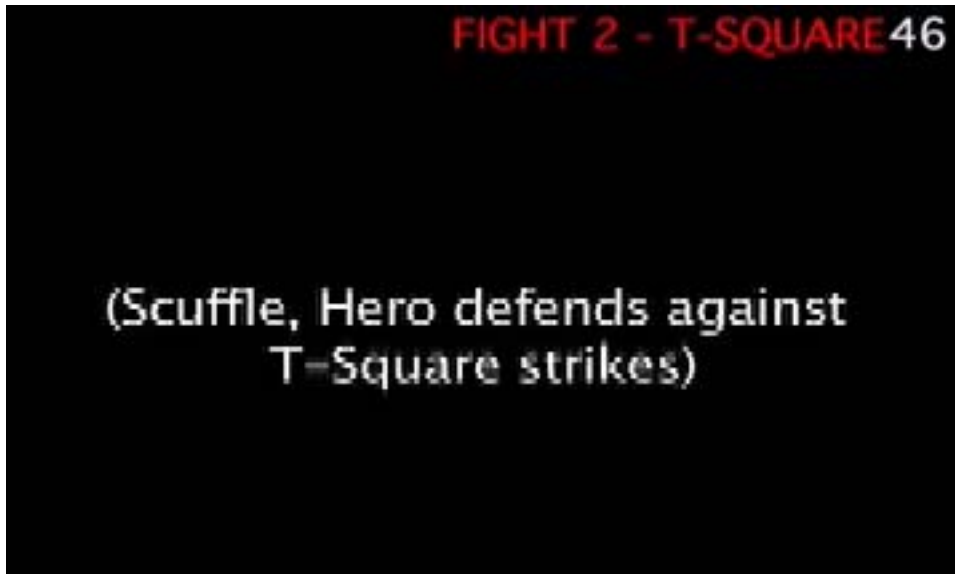 FIGHT 2 - T-SQUARE46
(Scuffle, Hero defends against
T-Square strikes)